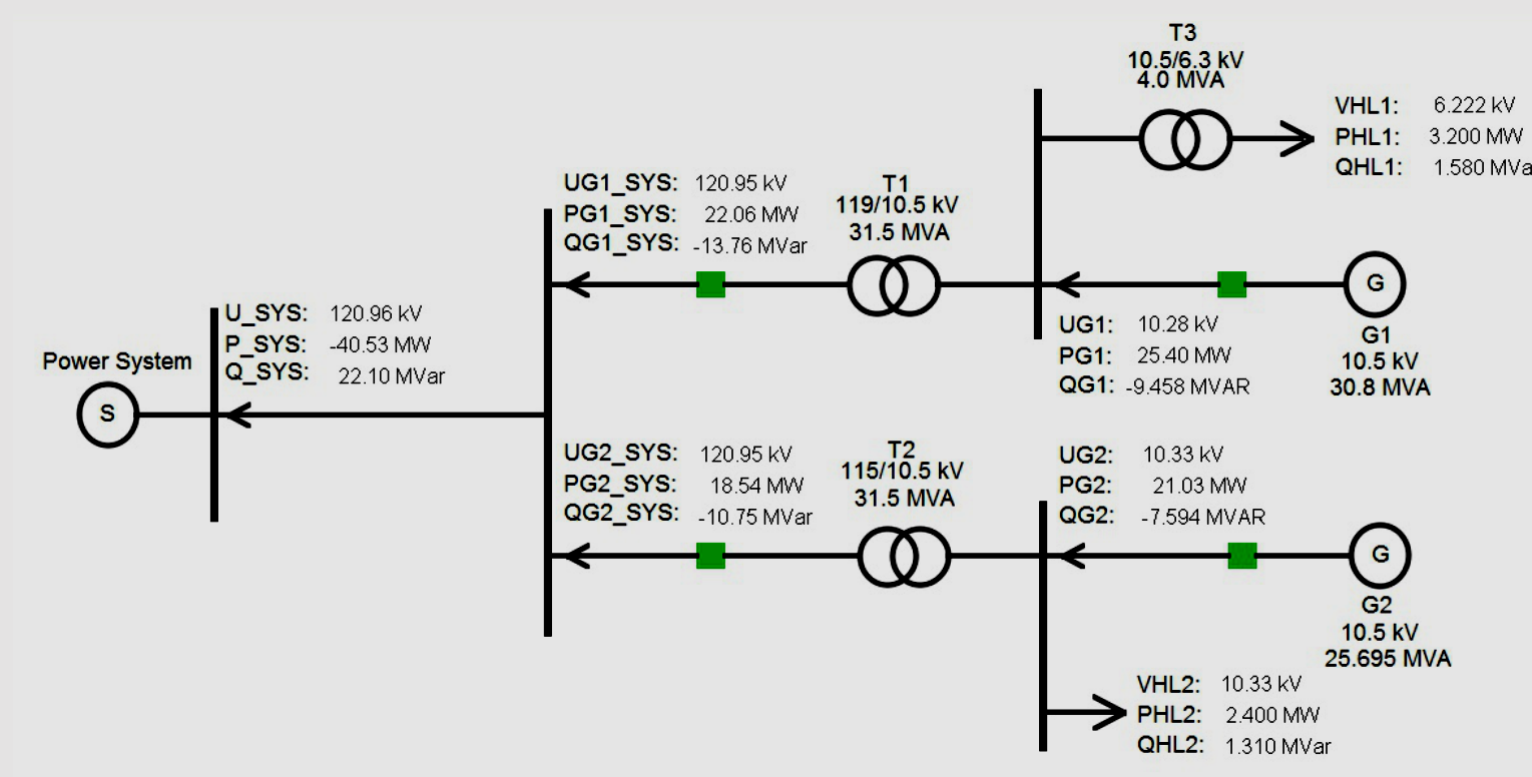 T3
10.5/6.3 kV
4.0 MVA
VHL1: 6.222 kV
PHL1: 3.200 MW
QHL1: 1.580 MVa
UG1_SYS: 120.95 kV
PG1_SYS: 22.06 MW
QG1_SYS: -13.76 MVar
T1
119/10.5 kV
31.5 MVA
G
G1
10.5 kV
30.8 MVA
UG1: 10.28 kV
PG1: 25.40 MW
QG1: -9.458 MVAR
U_SYS: 120.96 kV
P_SYS: -40.53 MW
Q_SYS: 22.10 MVar
Power System
S
UG2_SYS: 120.95 kV
PG2_SYS: 18.54 MW
QG2_SYS: -10.75 MVar
T2
115/10.5 kV
31.5 MVA
UG2: 10.33 kV
PG2: 21.03 MW
QG2: -7.594 MVAR
G
G2
10.5 kV
25.695 MVA
VHL2: 10.33 kV
PHL2: 2.400 MW
QHL2: 1.310 MVar